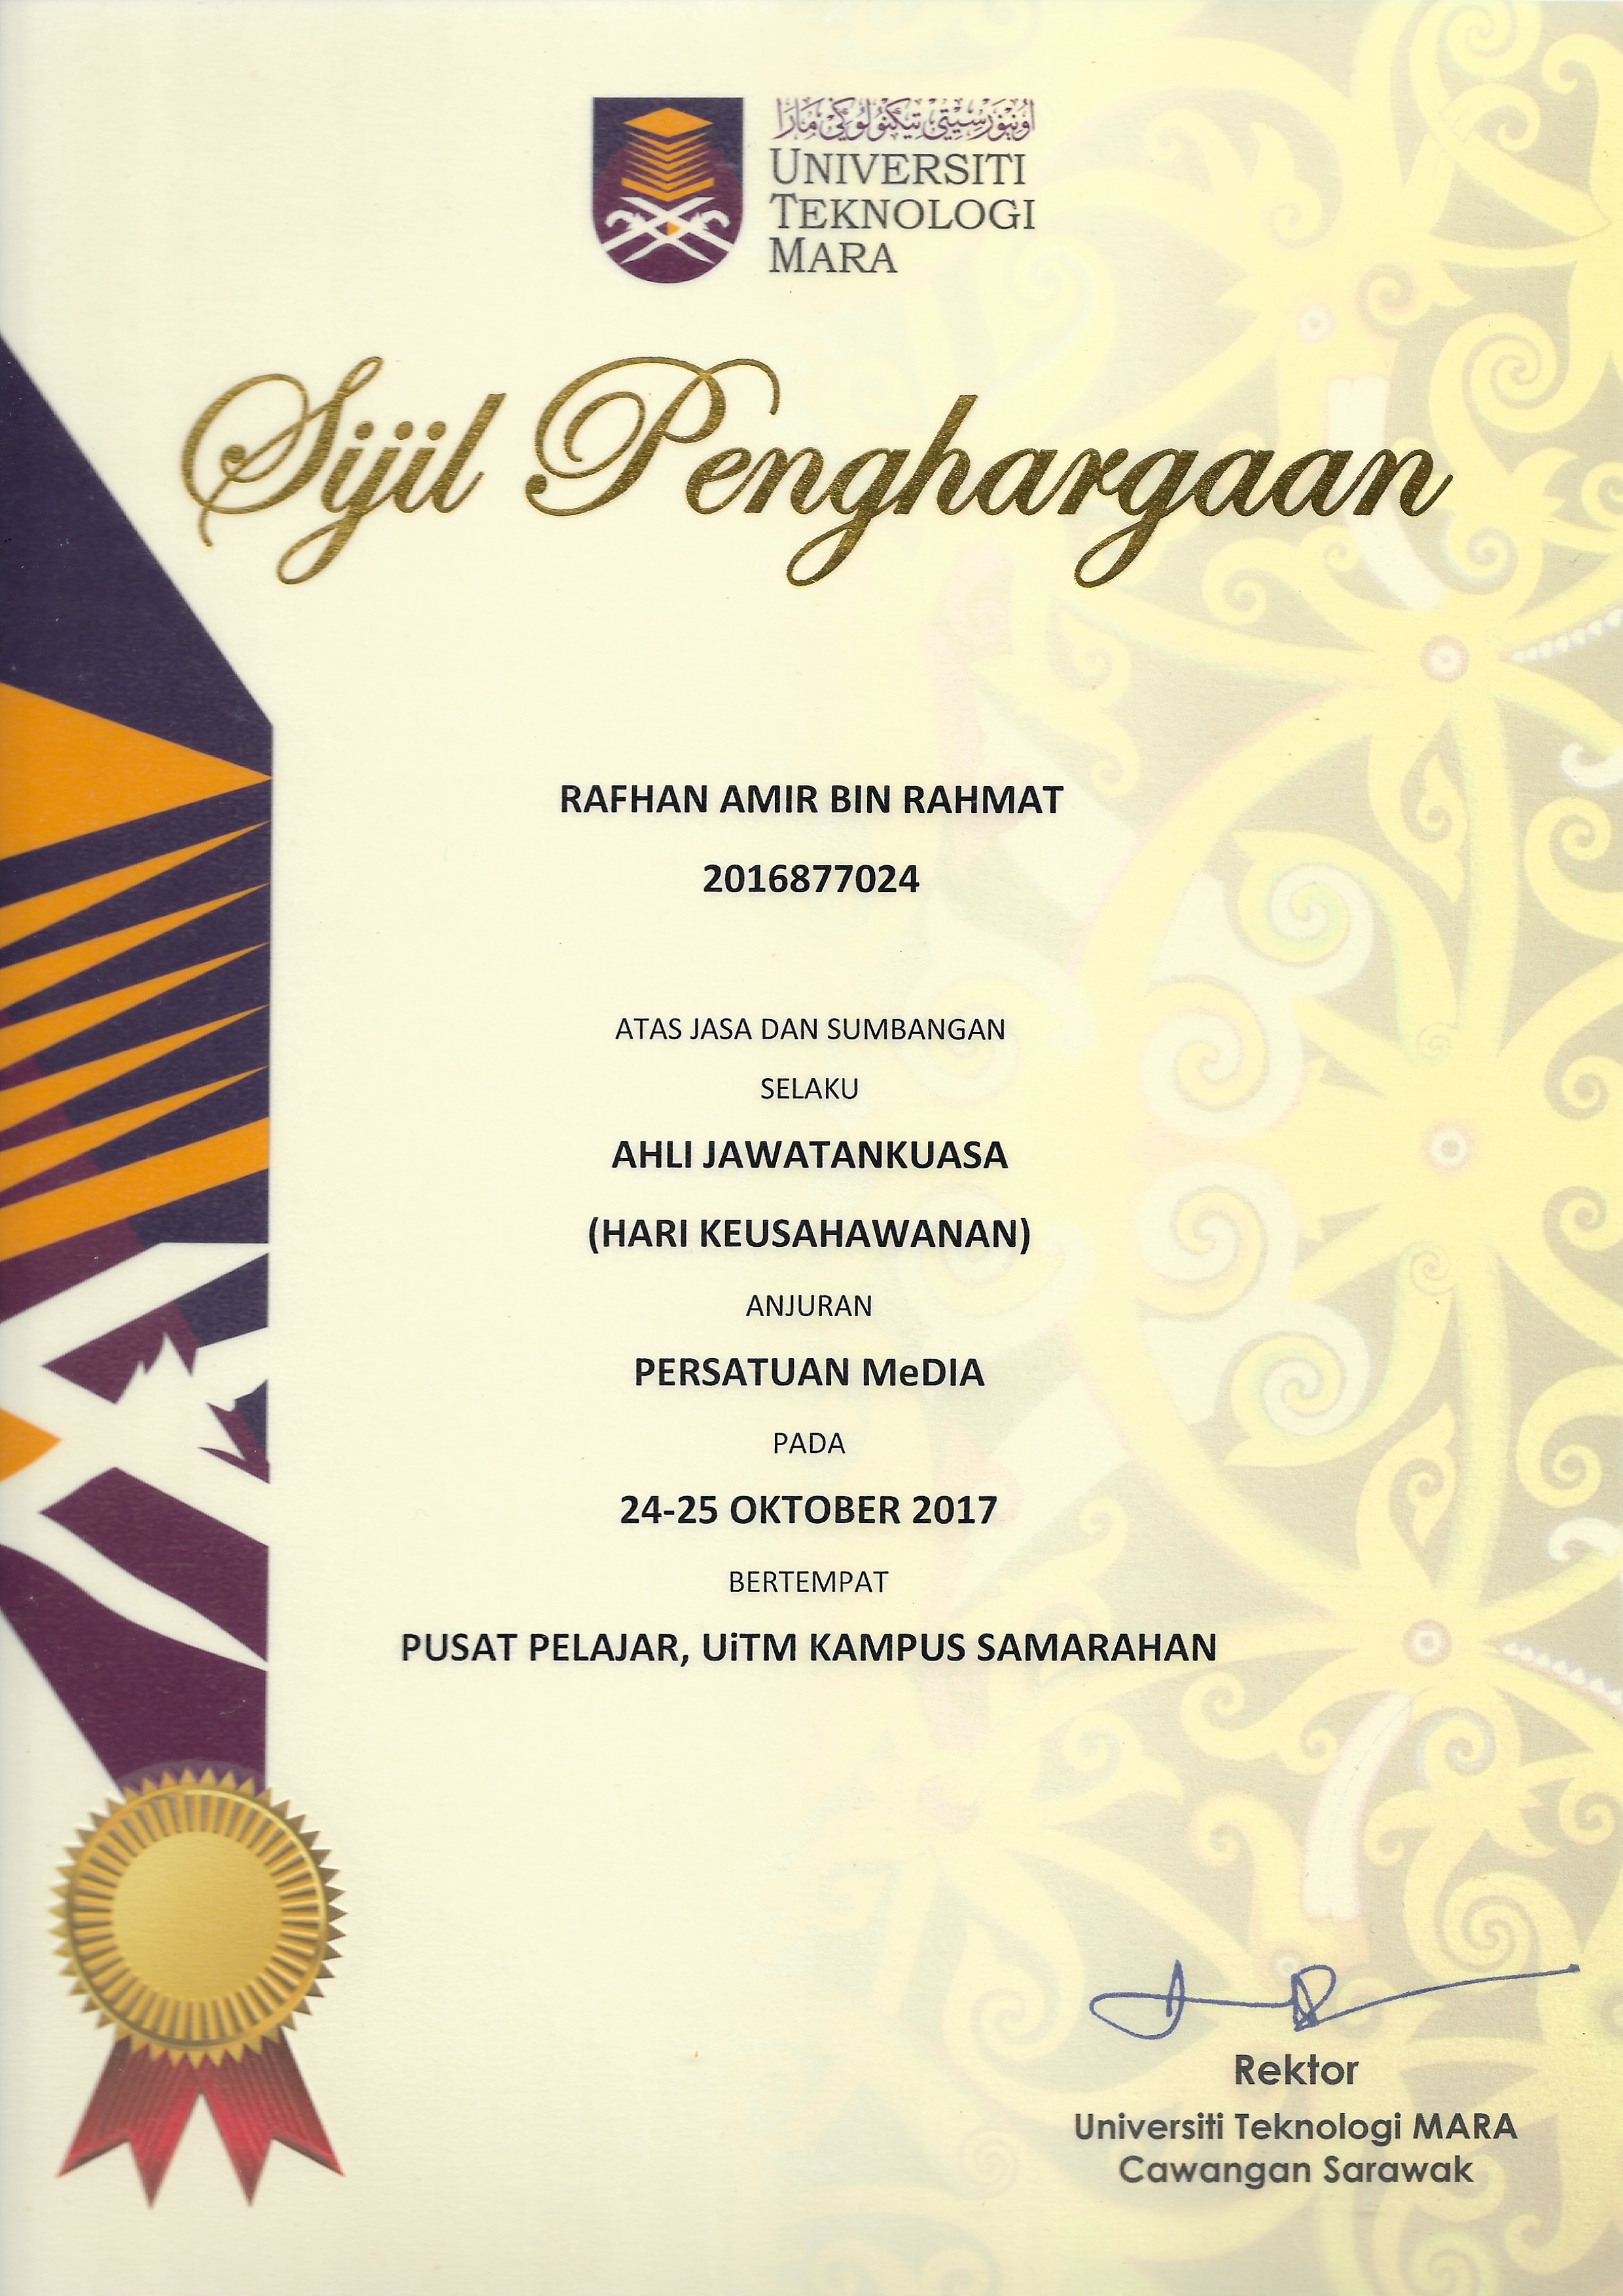 اونيۏرسيتي تيکنولوݢي مارا
UNIVERSITI
TEKNOLOGI
MARA
Sijil Penghargaan
RAFHAN AMIR BIN RAHMAT
2016877024
ATAS JASA DAN SUMBANGAN
SELAKU
AHLI JAWATANKUASA
(HARI KEUSAHAWANAN)
ANJURAN
PERSATUAN MeDIA
PADA
24-25 OKTOBER 2017
BERTEMPAT
PUSAT PELAJAR, UiTM KAMPUS SAMARAHAN
Rektor
Universiti Teknologi MARA
Cawangan Sarawak